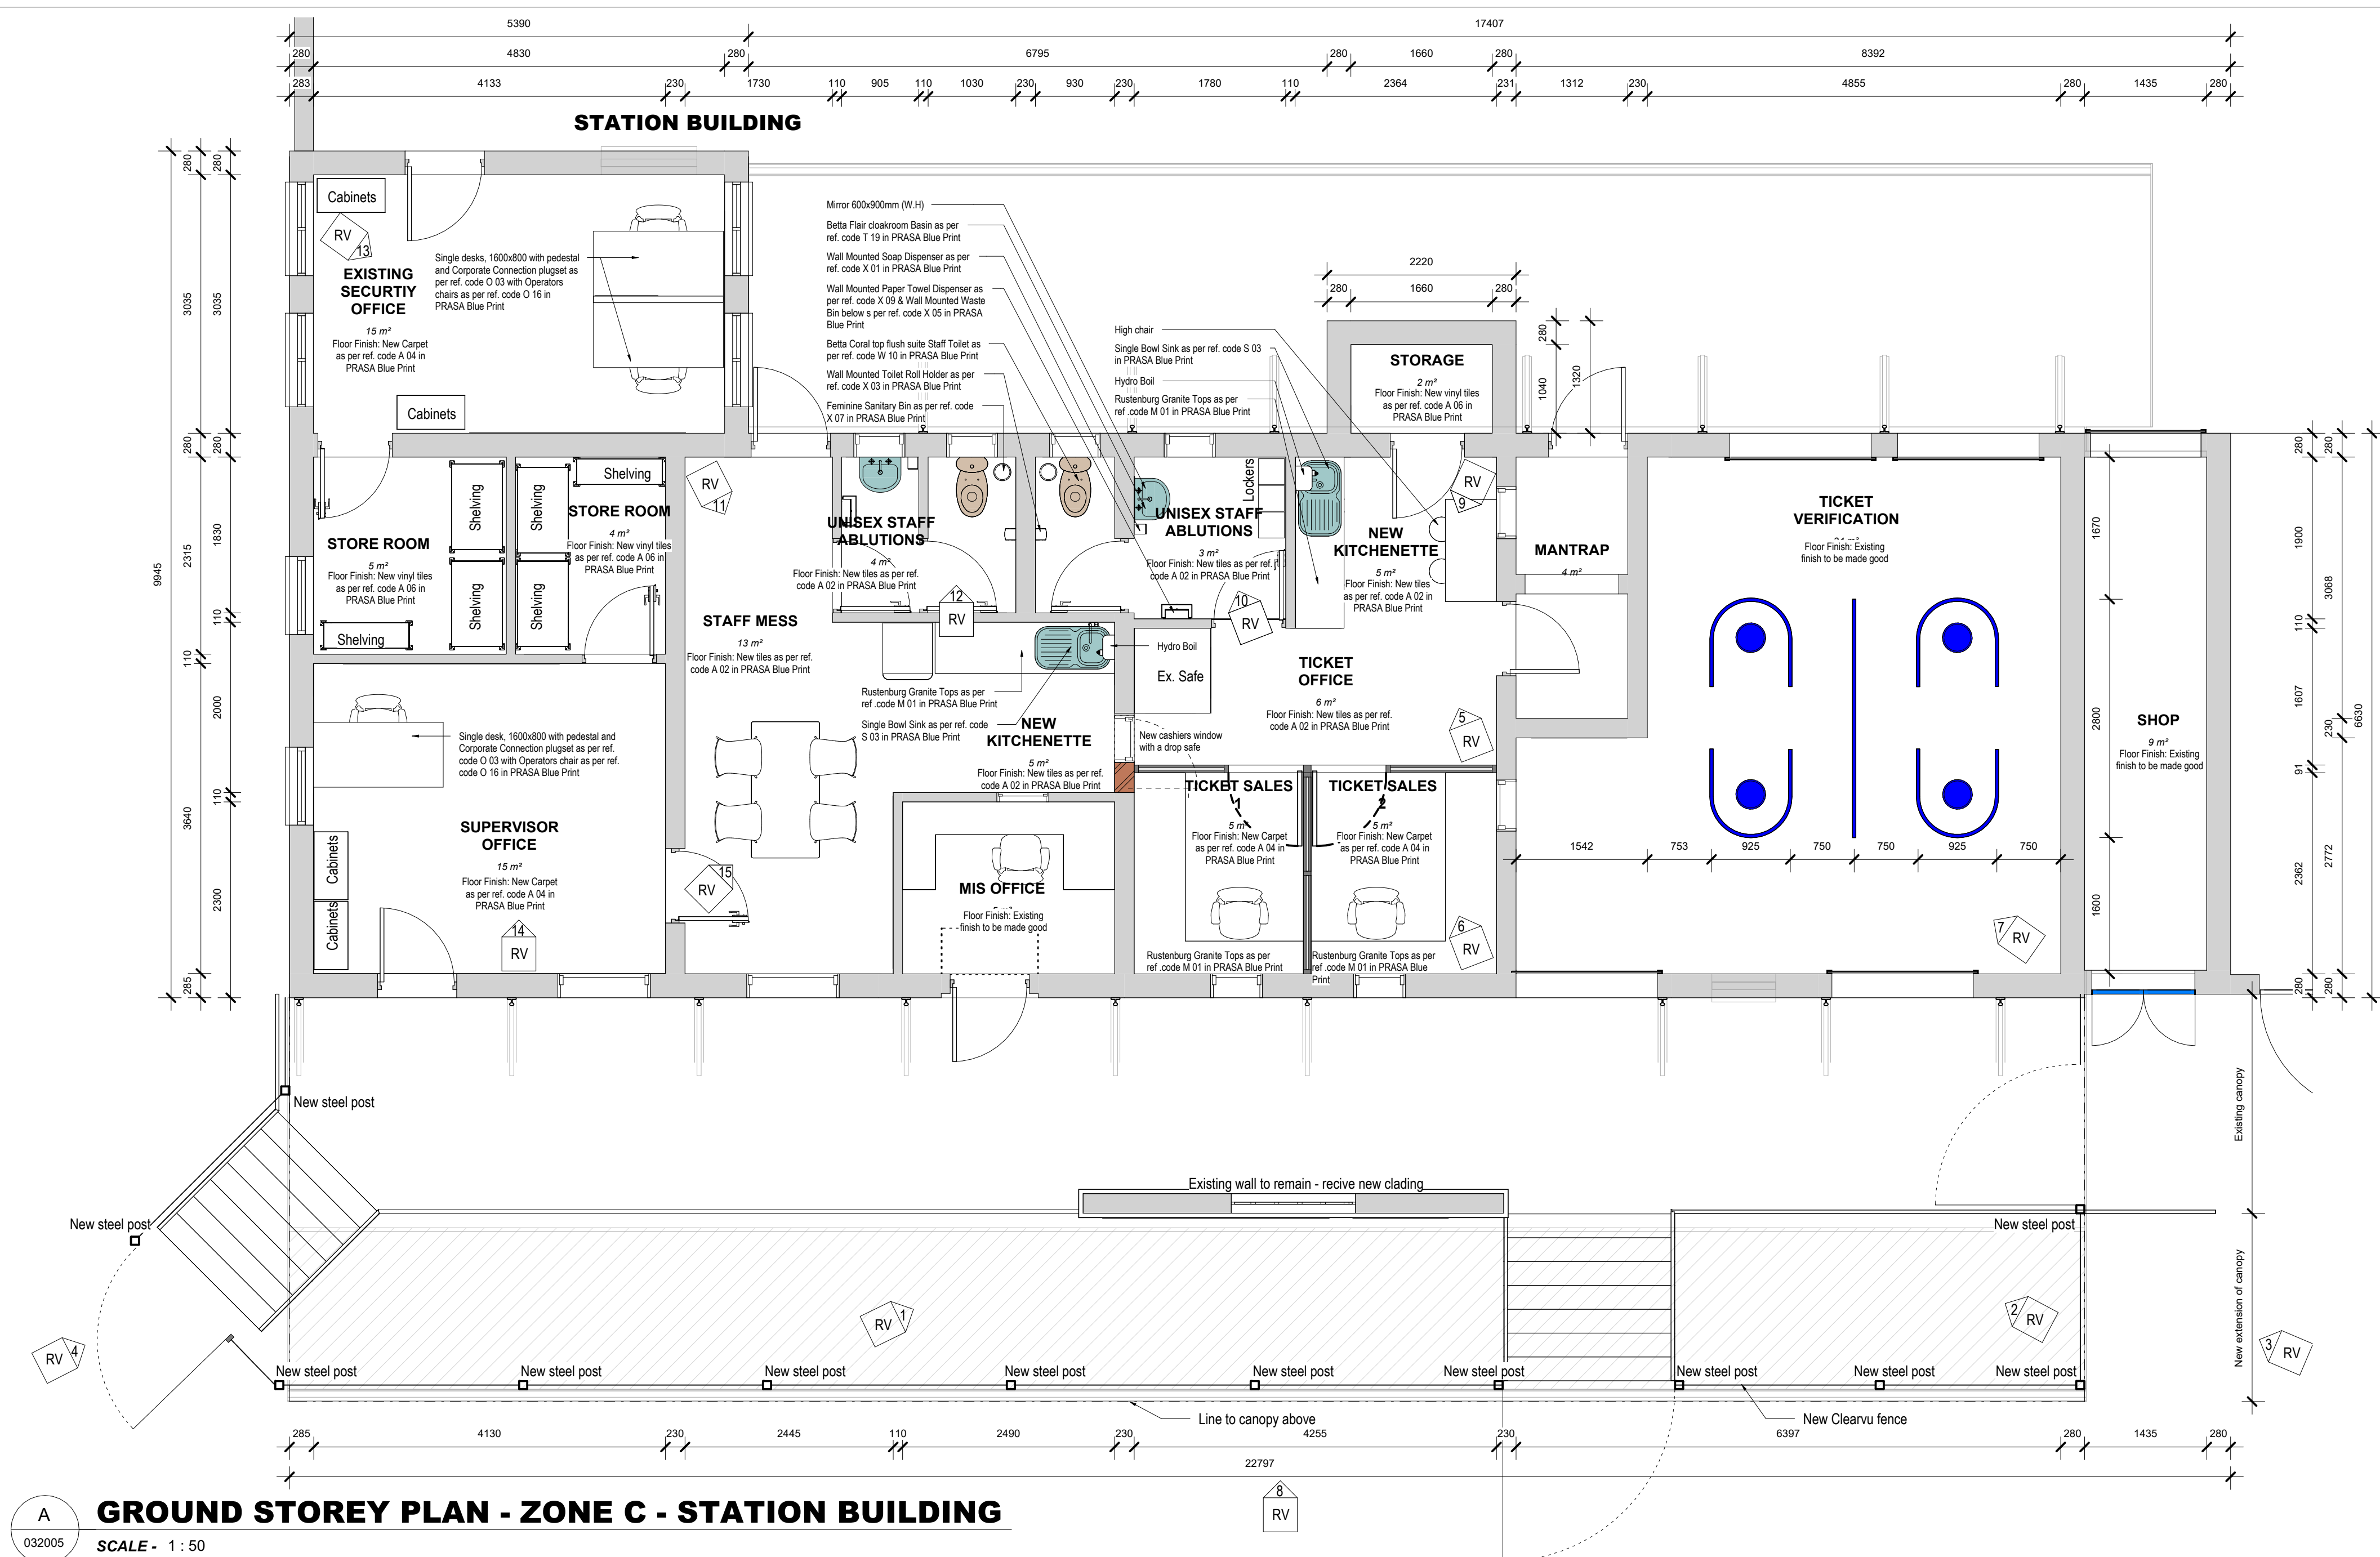 5390
17407
280
4830
280
6795
280
1660
280
8392
283
4133
230
1730
110
905
110
1030
230
930
230
1780
110
2364
231
1312
230
4855
280
1435
280
STATION BUILDING
9945
280
3035
280
2315
110
3640
285
280
3035
280
1830
110
2000
110
2300
Cabinets
RV
13
EXISTING
SECURTIY
OFFICE
15 m²
Floor Finish: New Carpet
as per ref. code A 04 in
PRASA Blue Print
Single desks, 1600x800 with pedestal
and Corporate Connection plugset as
per ref. code O 03 with Operators
chairs as per ref. code O 16 in
PRASA Blue Print
Cabinets
Mirror 600x900mm (W.H)
Betta Flair cloakroom Basin as per
ref. code T 19 in PRASA Blue Print
Wall Mounted Soap Dispenser as per
ref. code X 01 in PRASA Blue Print
Wall Mounted Paper Towel Dispenser as
per ref. code X 09 & Wall Mounted Waste
Bin below s per ref. code X 05 in PRASA
Blue Print
Betta Coral top flush suite Staff Toilet as
per ref. code W 10 in PRASA Blue Print
Wall Mounted Toilet Roll Holder as per
ref. code X 03 in PRASA Blue Print
Feminine Sanitary Bin as per ref. code
X 07 in PRASA Blue Print
High chair
Single Bowl Sink as per ref. code S 03
in PRASA Blue Print
Hydro Boil
Rustenburg Granite Tops as per
ref .code M 01 in PRASA Blue Print
2220
280
1660
280
280
1040
1320
STORAGE
2 m²
Floor Finish: New vinyl tiles
as per ref. code A 06 in
PRASA Blue Print
STORE ROOM
5 m²
Floor Finish: New vinyl tiles
as per ref. code A 06 in
PRASA Blue Print
Shelving
Shelving
Shelving
Shelving
Shelving
Shelving
STORE ROOM
4 m²
Floor Finish: New vinyl tiles
as per ref. code A 06 in
PRASA Blue Print
RV
11
UNISEX STAFF
ABLUTIONS
4 m²
Floor Finish: New tiles as per ref.
code A 02 in PRASA Blue Print
12
RV
Lockers
UNISEX STAFF
ABLUTIONS
3 m²
Floor Finish: New tiles as per ref.
code A 02 in PRASA Blue Print
10
RV
NEW
KITCHENETTE
5 m²
Floor Finish: New tiles
as per ref. code A 02 in
PRASA Blue Print
RV
9
MANTRAP
4 m²
TICKET
VERIFICATION
Floor Finish: Existing
finish to be made good
STAFF MESS
13 m²
Floor Finish: New tiles as per ref.
code A 02 in PRASA Blue Print
Hydro Boil
Ex. Safe
Rustenburg Granite Tops as per
ref .code M 01 in PRASA Blue Print
Single Bowl Sink as per ref. code
S 03 in PRASA Blue Print
NEW
KITCHENETTE
5 m²
Floor Finish: New tiles as per ref.
code A 02 in PRASA Blue Print
New cashiers window
with a drop safe
TICKET
OFFICE
6 m²
Floor Finish: New tiles as per ref.
code A 02 in PRASA Blue Print
5
RV
SHOP
9 m²
Floor Finish: Existing
finish to be made good
1670
2800
1600
280
1900
110
1607
230
91
2362
280
280
3068
2772
280
6630
Single desk, 1600x800 with pedestal and
Corporate Connection plugset as per ref.
code O 03 with Operators chair as per ref.
code O 16 in PRASA Blue Print
SUPERVISOR
OFFICE
15 m²
Floor Finish: New Carpet
as per ref. code A 04 in
PRASA Blue Print
Cabinets
Cabinets
14
RV
15
RV
MIS OFFICE
Floor Finish: Existing
finish to be made good
TICKET SALES
1
5 m²
Floor Finish: New Carpet
as per ref. code A 04 in
PRASA Blue Print
TICKET SALES
2
5 m²
Floor Finish: New Carpet
as per ref. code A 04 in
PRASA Blue Print
1542
753
925
750
750
925
750
6
RV
7
RV
Rustenburg Granite Tops as per
ref .code M 01 in PRASA Blue Print
Rustenburg Granite Tops as per
ref .code M 01 in PRASA Blue
Print
New steel post
New steel post
Existing wall to remain - recive new clading
New steel post
Existing canopy
New extension of canopy
RV
1
2
RV
3
RV
RV
4
New steel post
New steel post
New steel post
New steel post
New steel post
New steel post
New steel post
New steel post
New steel post
Line to canopy above
New Clearvu fence
285
4130
230
2445
110
2490
230
4255
230
6397
280
1435
280
22797
8
RV
A
032005
GROUND STOREY PLAN - ZONE C - STATION BUILDING
SCALE - 1 : 50